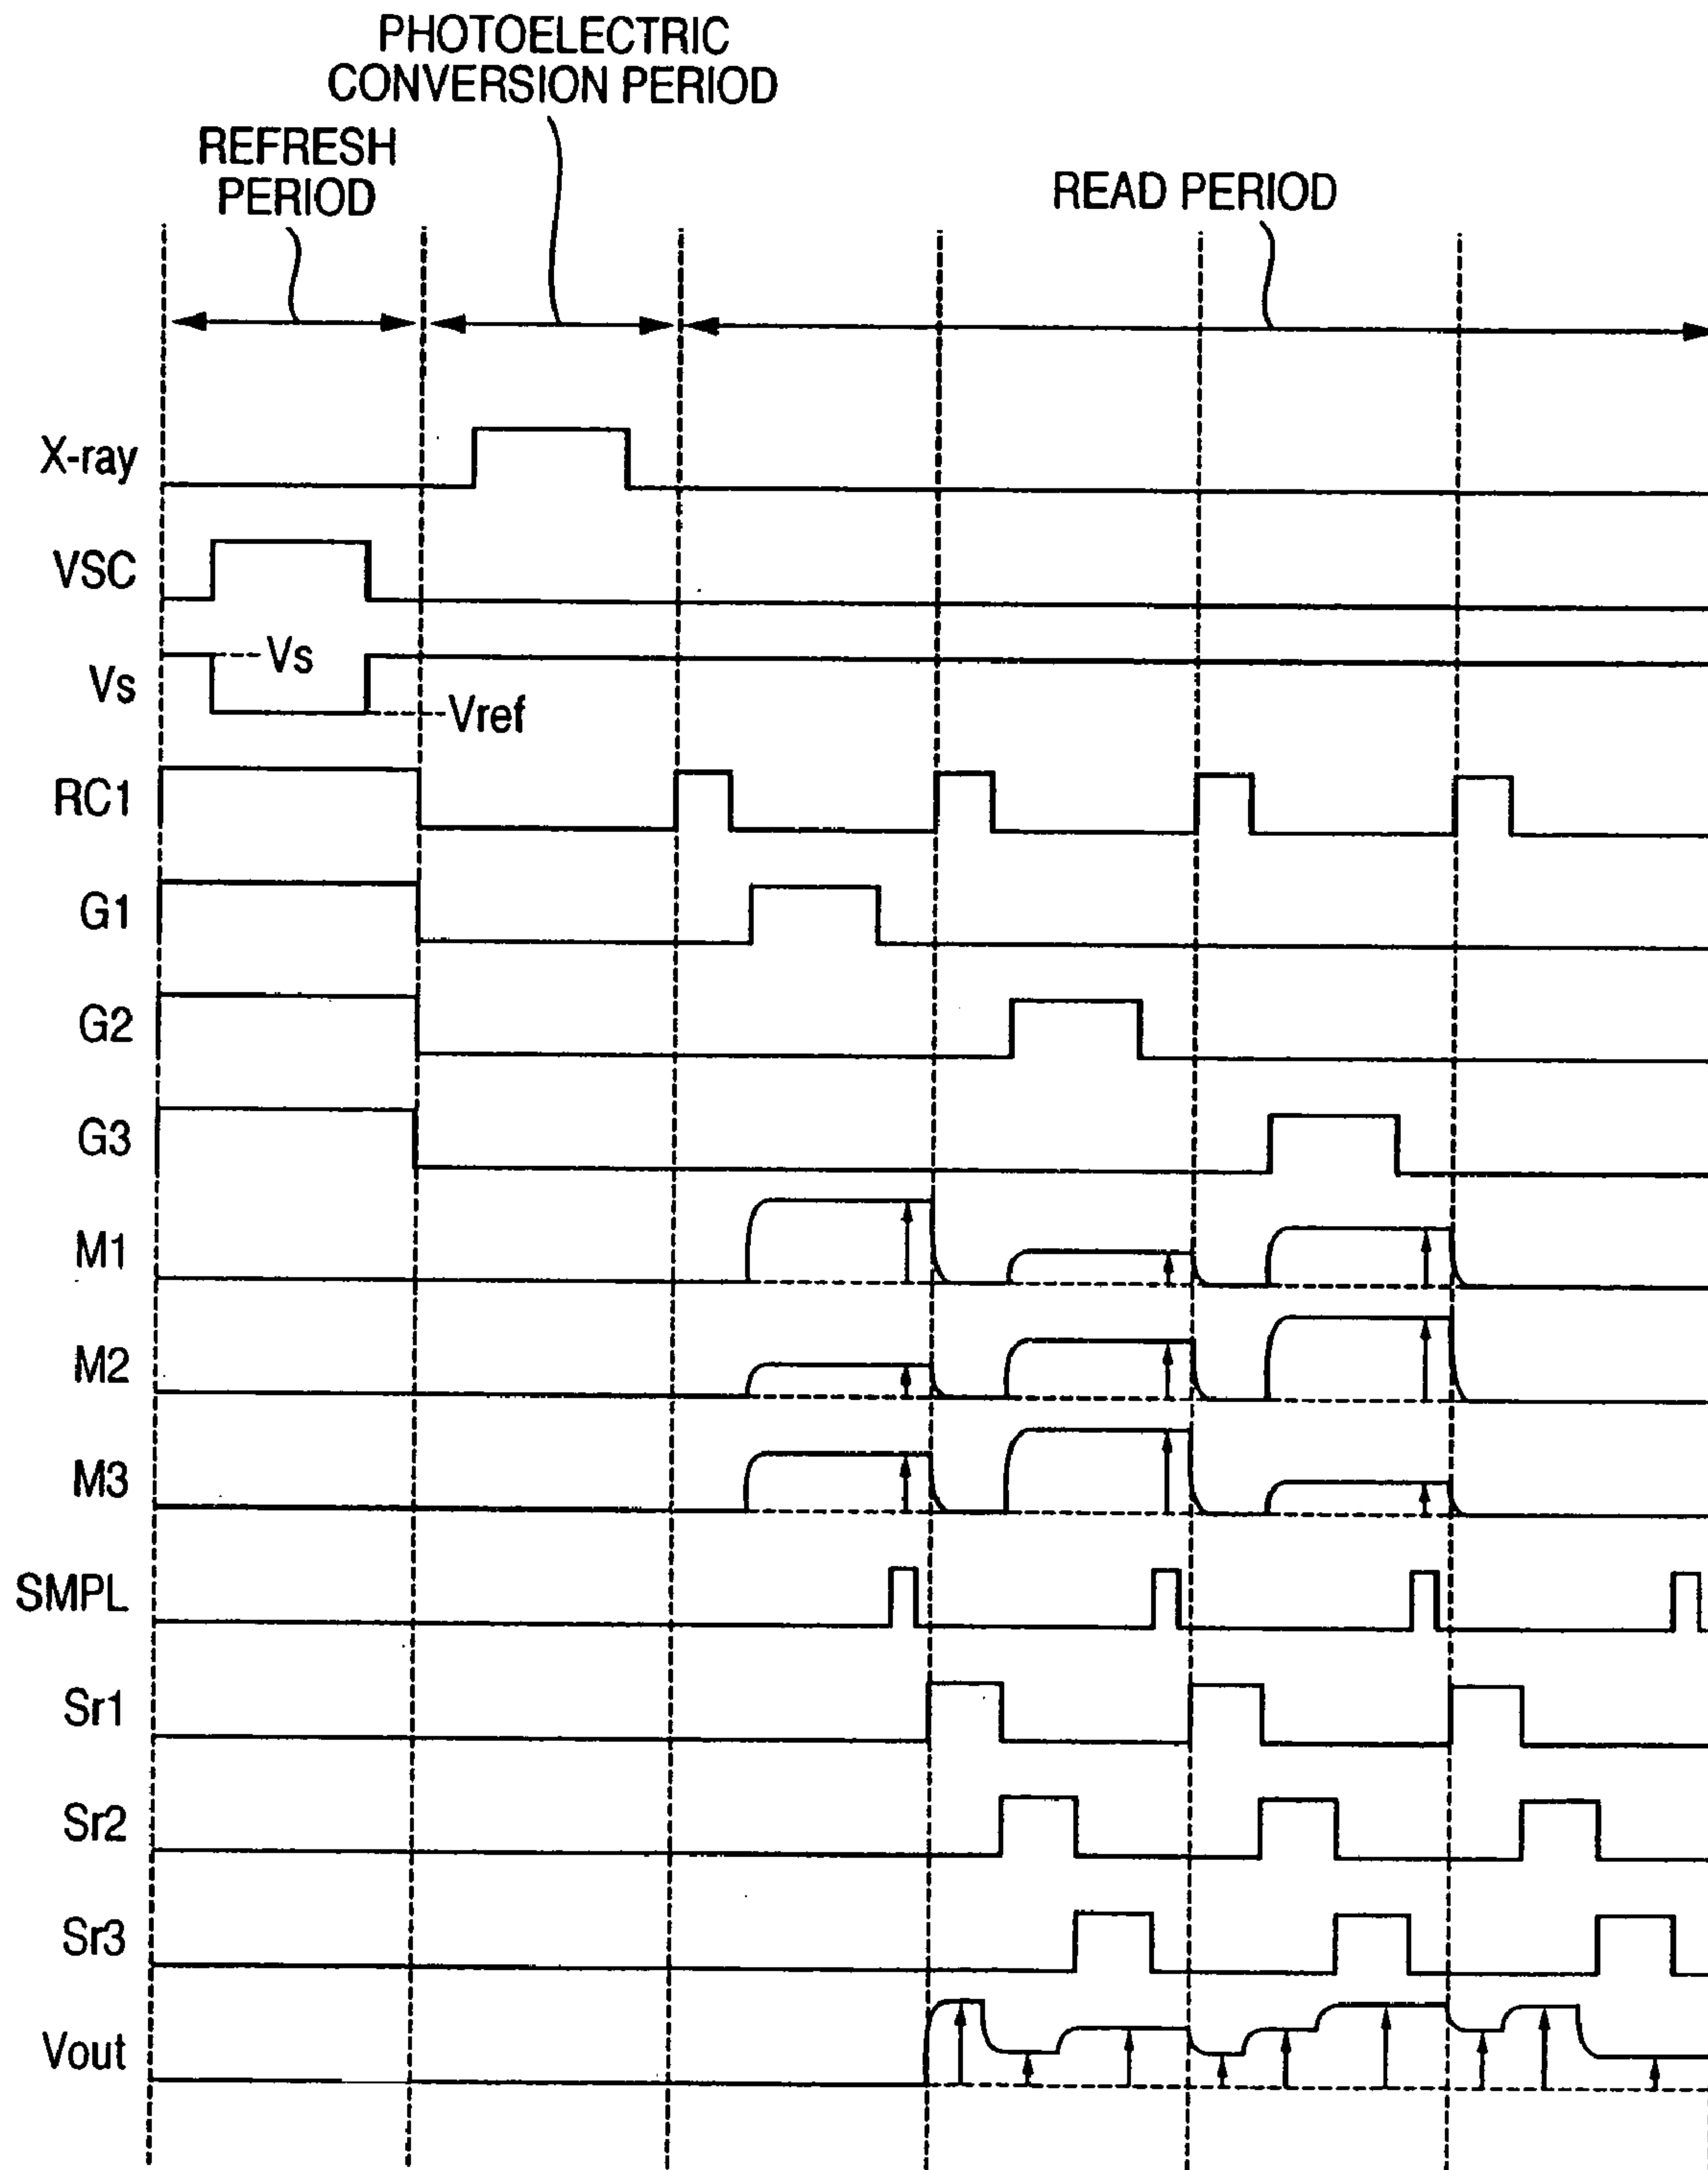 PHOTOELECTRIC
CONVERSION PERIOD
REFRESH
PERIOD
READ PERIOD
X-ray
VSC
Vs
Vs
Vref
RC1
G1
G2
G3
M1
M2
M3
SMPL
Sr1
Sr2
Sr3
Vout